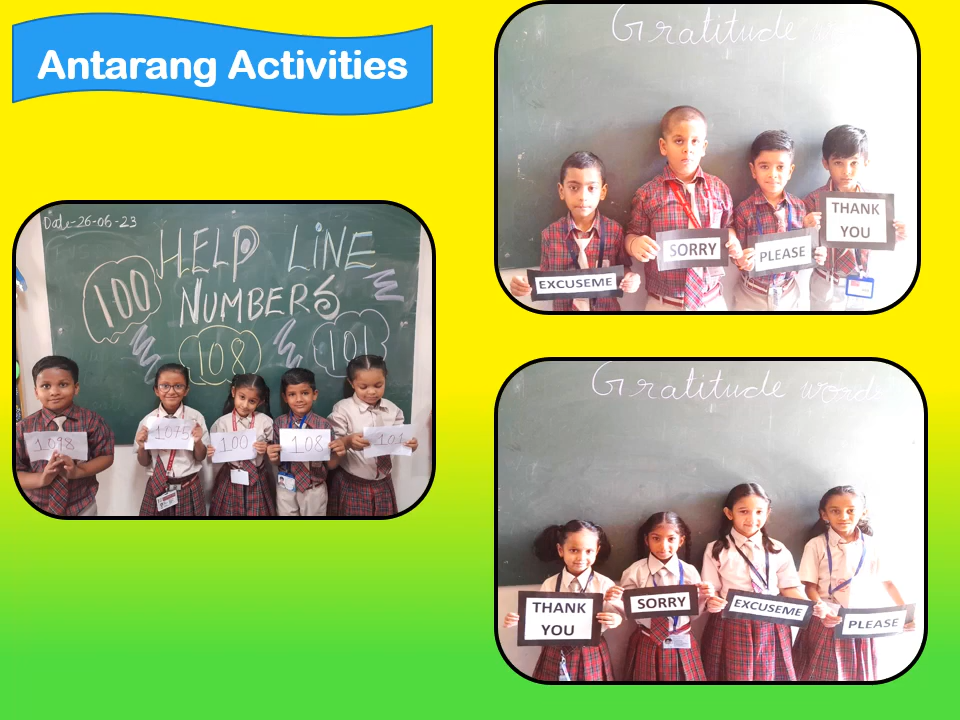 Antarang Activities
Date-26-06-23
HELP LINE
NUMBERS
100
108
101
1098
1075
100
108
101
Gratitude
EXCUSEME
SORRY
PLEASE
THANK
YOU
Gratitude words
THANK
YOU
SORRY
EXCUSEME
PLEASE